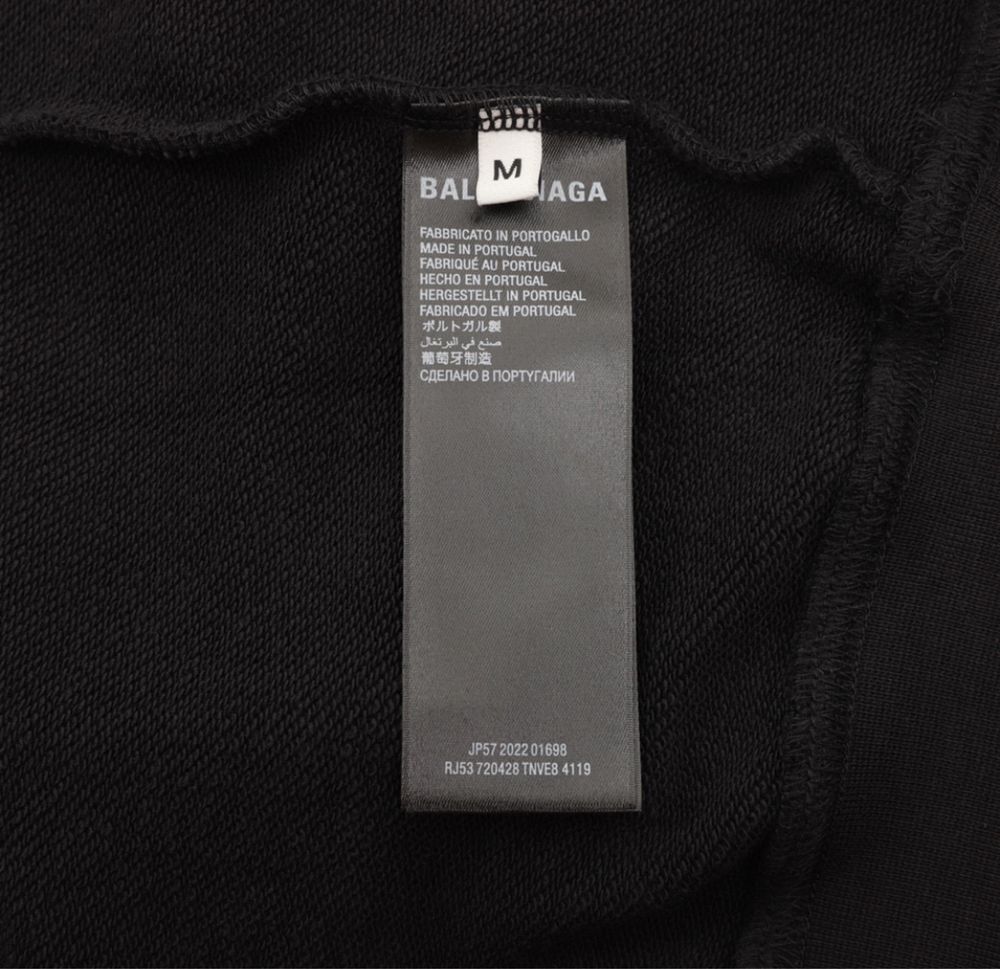 M
BAL NAGA
FABBRICATO IN PORTOGALLO
MADE IN PORTUGAL
FABRIQUÉ AU PORTUGAL
HECHO EN PORTUGAL
HERGESTELLT IN PORTUGAL
FABRICADO EM PORTUGAL
ポルトガル製
صنع في البرتغال
葡萄牙制造
СДЕЛАНО В ПОРТУГАЛИИ
JP57 2022 01698
RJ53 720428 TNVE8 4119